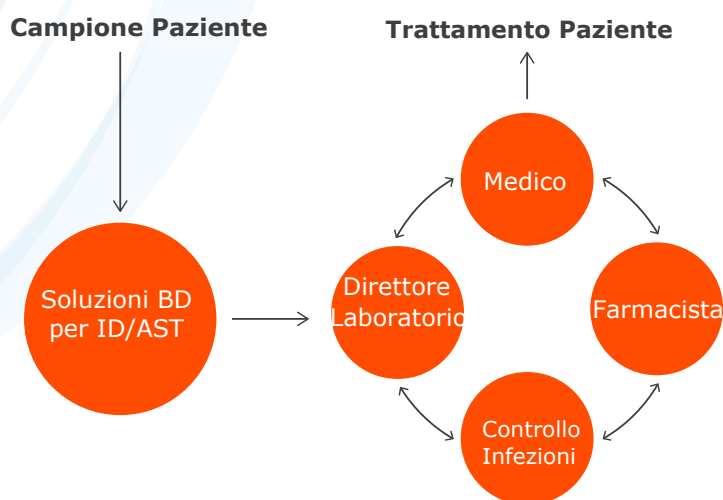 Campione Paziente
Trattamento Paziente
Medico
Soluzioni BD
per ID/AST
Direttore
Laboratorio
Farmacista
Controllo
Infezioni